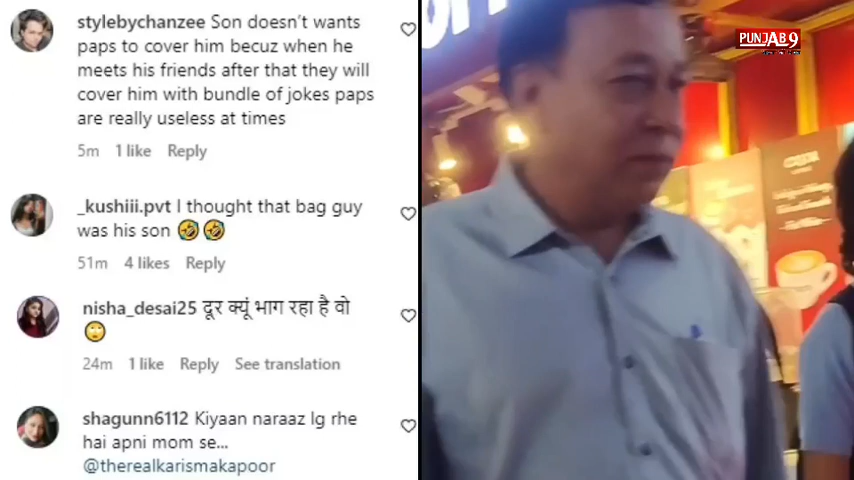 stylebychanzee Son doesn't wants
paps to cover him becuz when he
meets his friends after that they will
cover him with bundle of jokes paps
are really useless at times
5m 1 like Reply
_kushiii.pvt I thought that bag guy
was his son 🤣🤣
51m 4 likes Reply
nisha_desai25 दूर क्यूं भाग रहा है वो
🙄
24m 1 like Reply See translation
shagunn6112 Kiyaan naraaz lg rhe
hai apni mom se...
@therealkarismakapoor
PUNJAB9